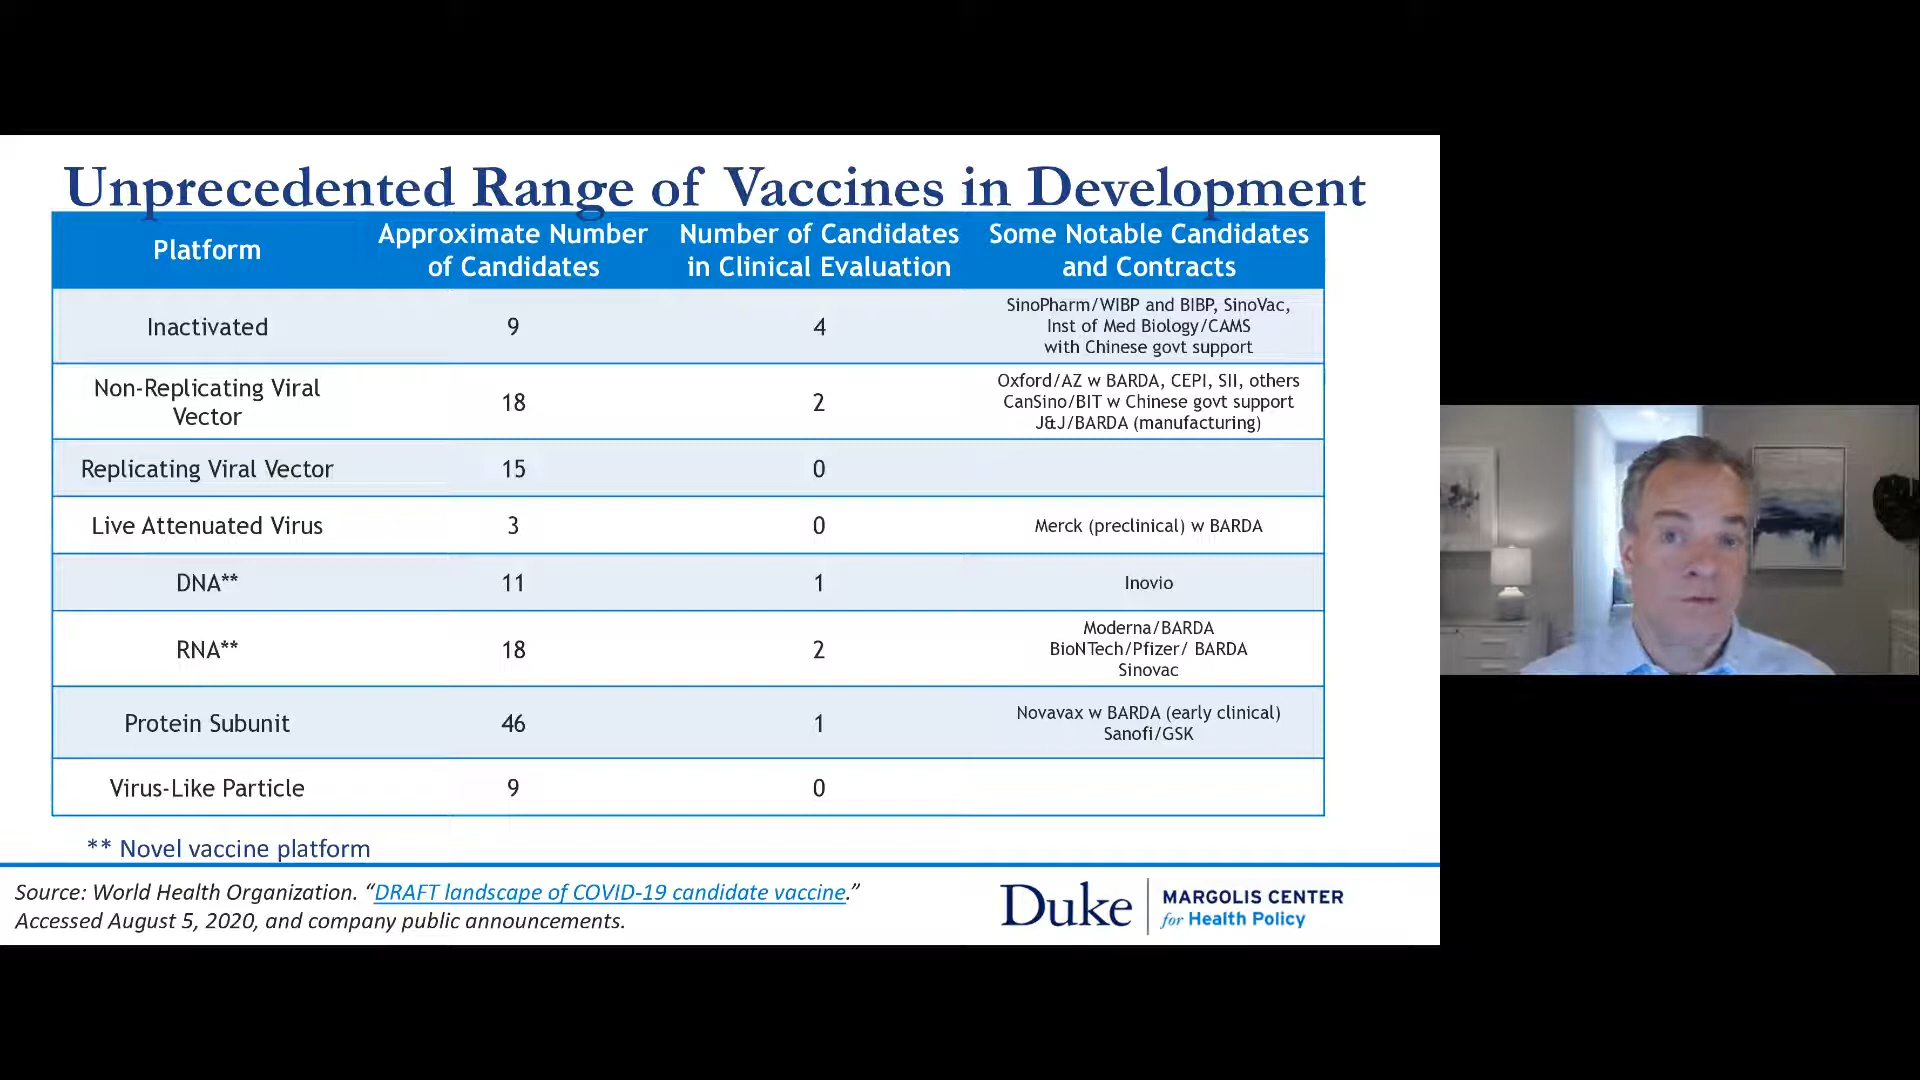 Unprecedented Range of Vaccines in Development
Platform
Approximate Number
of Candidates
Number of Candidates
in Clinical Evaluation
Some Notable Candidates
and Contracts
Inactivated
9
4
SinoPharm/WIBP and BIBP, SinoVac,
Inst of Med Biology/CAMS
with Chinese govt support
Non-Replicating Viral
Vector
18
2
Oxford/AZ w BARDA, CEPI, SII, others
CanSino/BIT w Chinese govt support
J&J/BARDA (manufacturing)
Replicating Viral Vector
15
0
Live Attenuated Virus
3
0
Merck (preclinical) w BARDA
DNA**
11
1
Inovio
RNA**
18
2
Moderna/BARDA
BioNTech/Pfizer/ BARDA
Sinovac
Protein Subunit
46
1
Novavax w BARDA (early clinical)
Sanofi/GSK
Virus-Like Particle
9
0
** Novel vaccine platform
Source: World Health Organization. “DRAFT landscape of COVID-19 candidate vaccine.”
Accessed August 5, 2020, and company public announcements.
Duke
MARGOLIS CENTER
for Health Policy